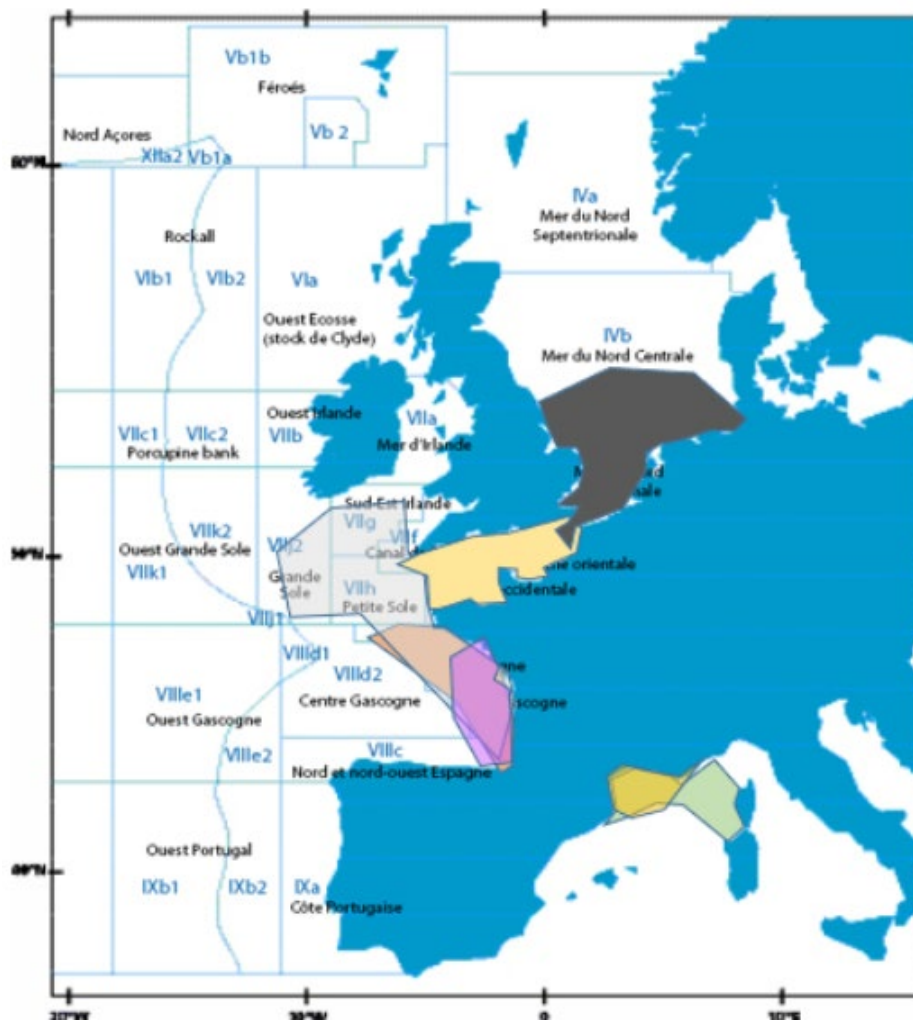 Vb1b
Féroés
Nord Açores
Vb 2
XIIa2
Vb1a
60°N
IVa
Mer du Nord
Septentrionale
Rockall
VIb1
VIb2
VIa
Ouest Ecosse
(stock de Clyde)
IVb
Mer du Nord Centrale
Ouest Irlande
VIIa
VIIc1
VIIc2
VIIb
Mer d'Irlande
Porcupine bank
Sud-Est Irlande
VIIg
VIIf
VIIk2
VIIj2
Canal
Ouest Grande Sole
50°N
orientale
VIIk1
Grande
Sole
VIIh
occidentale
Petite Sole
VIIj1
VIIId1
VIIId2
VIIIe1
Centre Gascogne
Ouest Gascogne
VIIIe2
VIIIc
Nord et nord-ouest Espagne
Ouest Portugal
IXb1
IXb2
IXa
Côte Portugaise
0